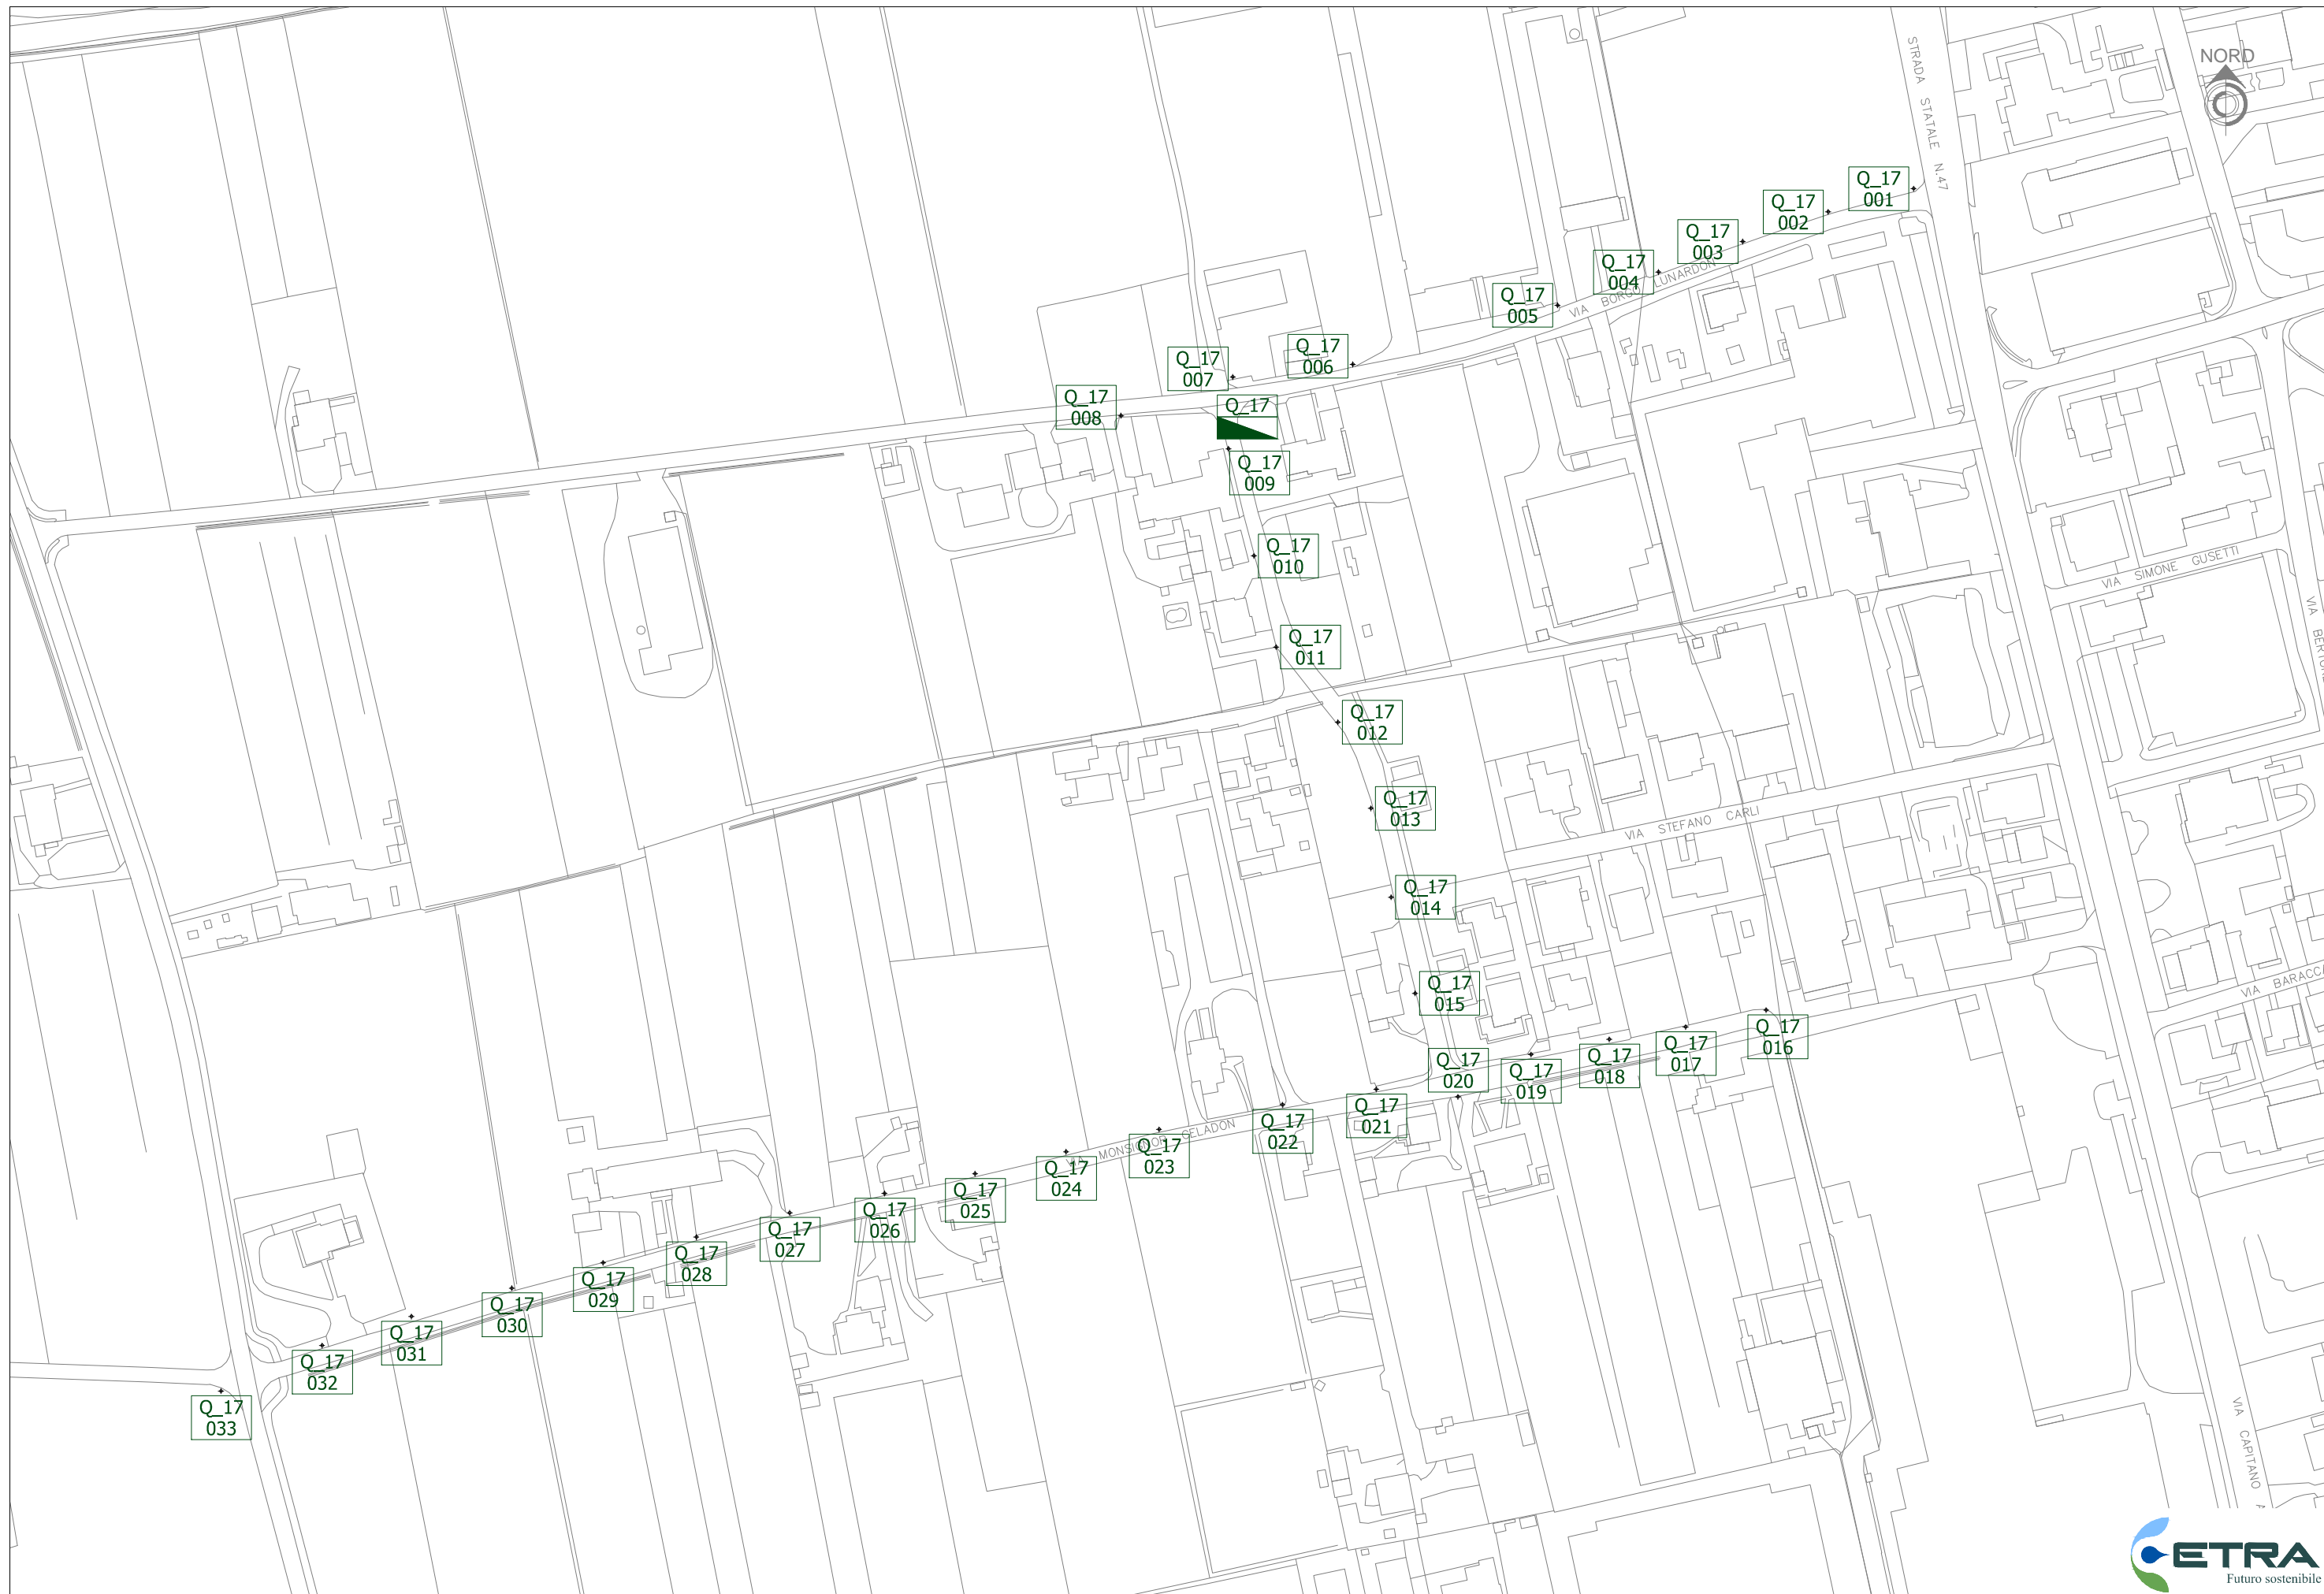 NORD
STRADA STATALE N.47
Q_17
001
Q_17
002
Q_17
003
Q_17
004
VIA BORGO LUNARDON
Q_17
005
Q_17
006
Q_17
007
Q_17
008
Q_17
Q_17
009
Q_17
010
VIA SIMONE GUSETTI
VIA
Q_17
011
Q_17
012
Q_17
013
VIA STEFANO CARLI
Q_17
014
Q_17
015
VIA BARACCA
Q_17
016
Q_17
017
Q_17
018
Q_17
019
Q_17
020
Q_17
021
Q_17
022
VIA MONSIGNOR CELADON
Q_17
023
Q_17
024
Q_17
025
Q_17
026
Q_17
027
Q_17
028
Q_17
029
Q_17
030
Q_17
031
Q_17
032
Q_17
033
VIA CAPITANO
ETRA
Futuro sostenibile